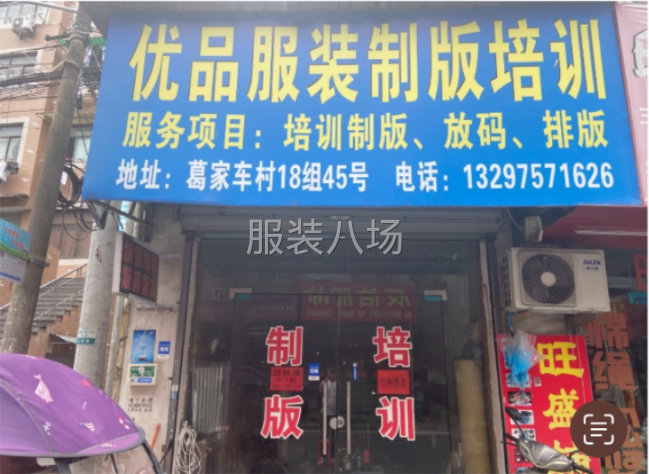 优品服装制版培训
服务项目：培训制版、放码、排版
地址：葛家车村18组45号 电话：13297571626
服装八场
AUX
制版
培训
旺盛
绳